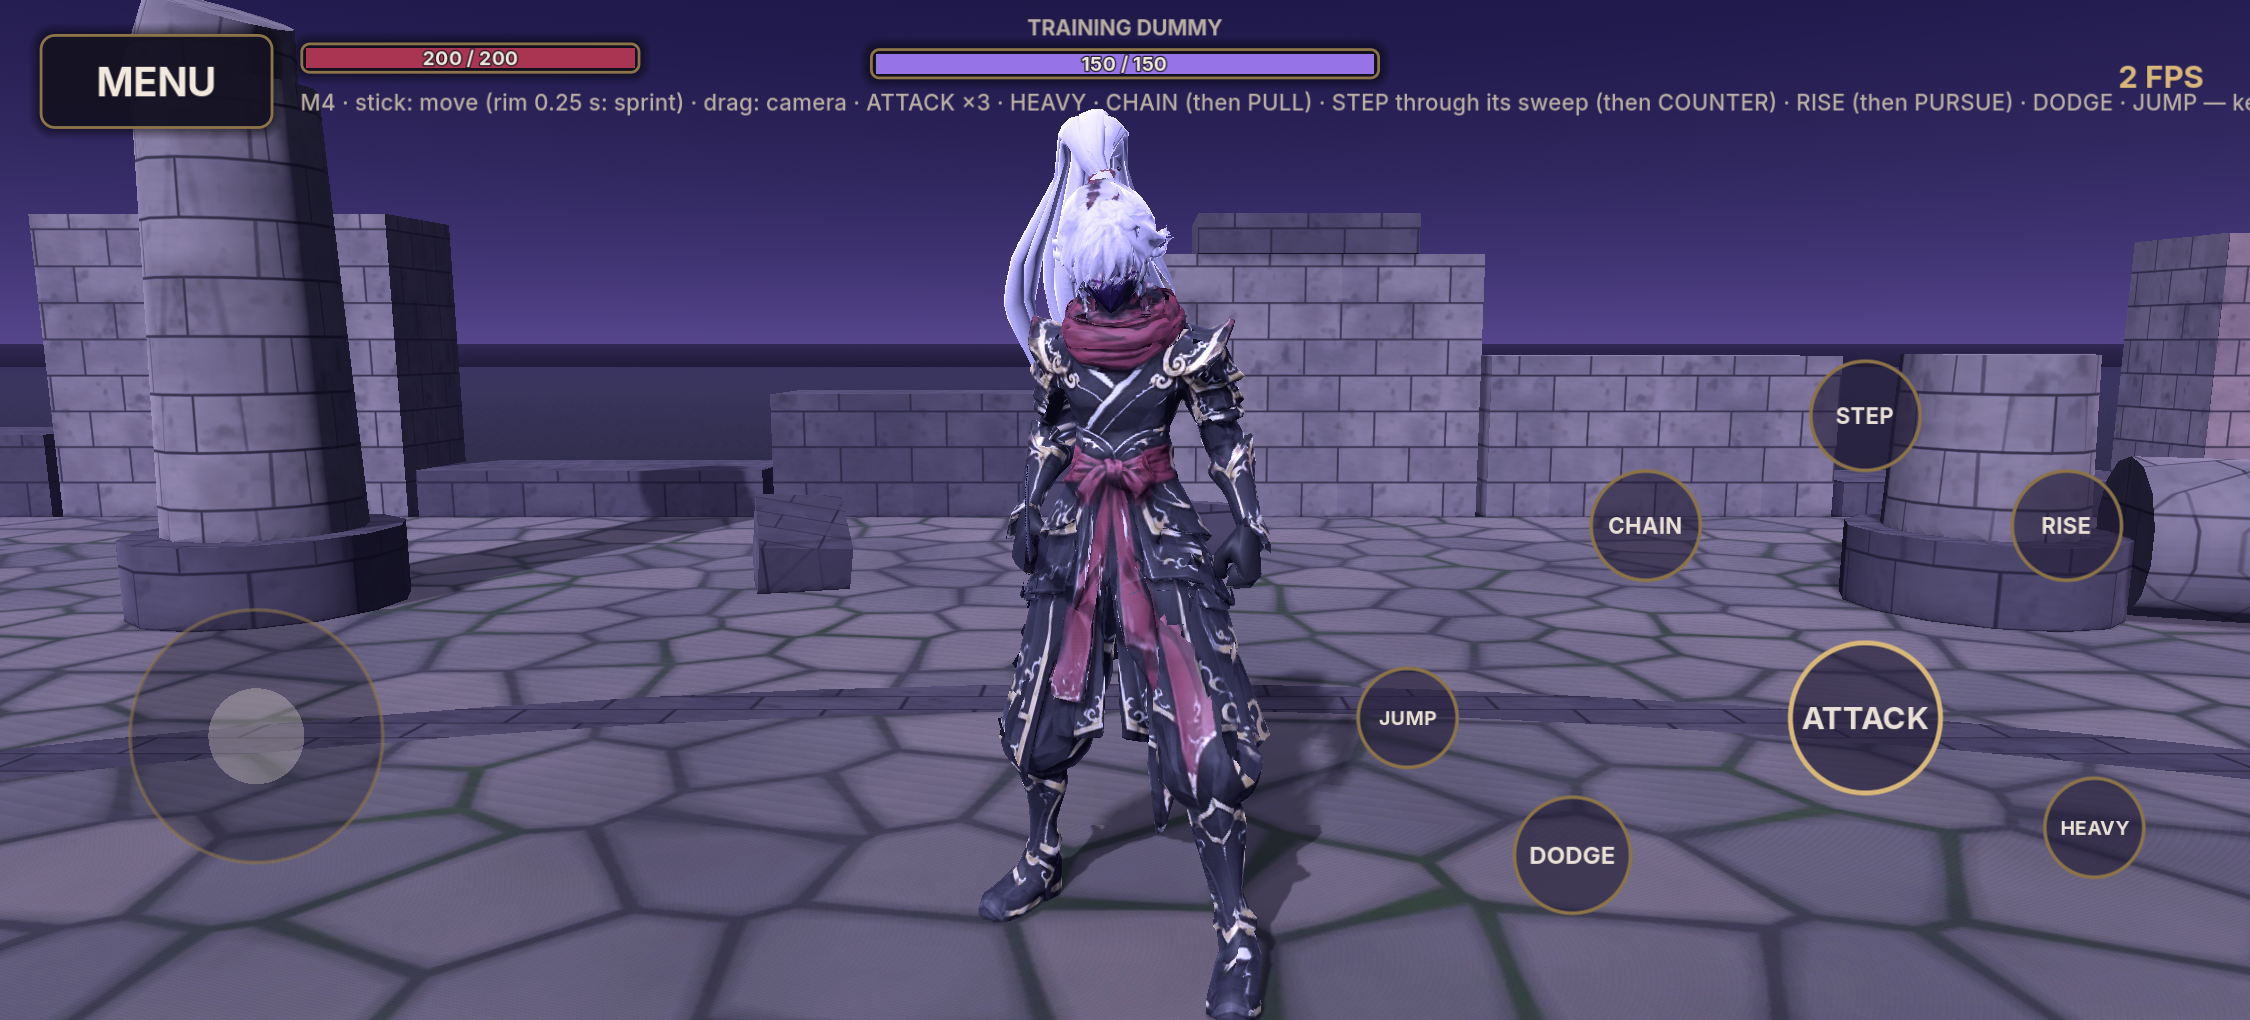 TRAINING DUMMY
MENU
200 / 200
150 / 150
2 FPS
M4 · stick: move (rim 0.25 s: sprint) · drag: camera · ATTACK ×3 · HEAVY · CHAIN (then PULL) · STEP through its sweep (then COUNTER) · RISE (then PURSUE) · DODGE · JUMP —
STEP
CHAIN
RISE
JUMP
ATTACK
HEAVY
DODGE